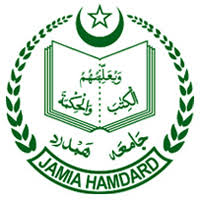 وَيُعَلِّمُهُمُ
الْكِتٰبَ وَالْحِكْمَةَ
جامعہ ہمدرد
JAMIA HAMDARD